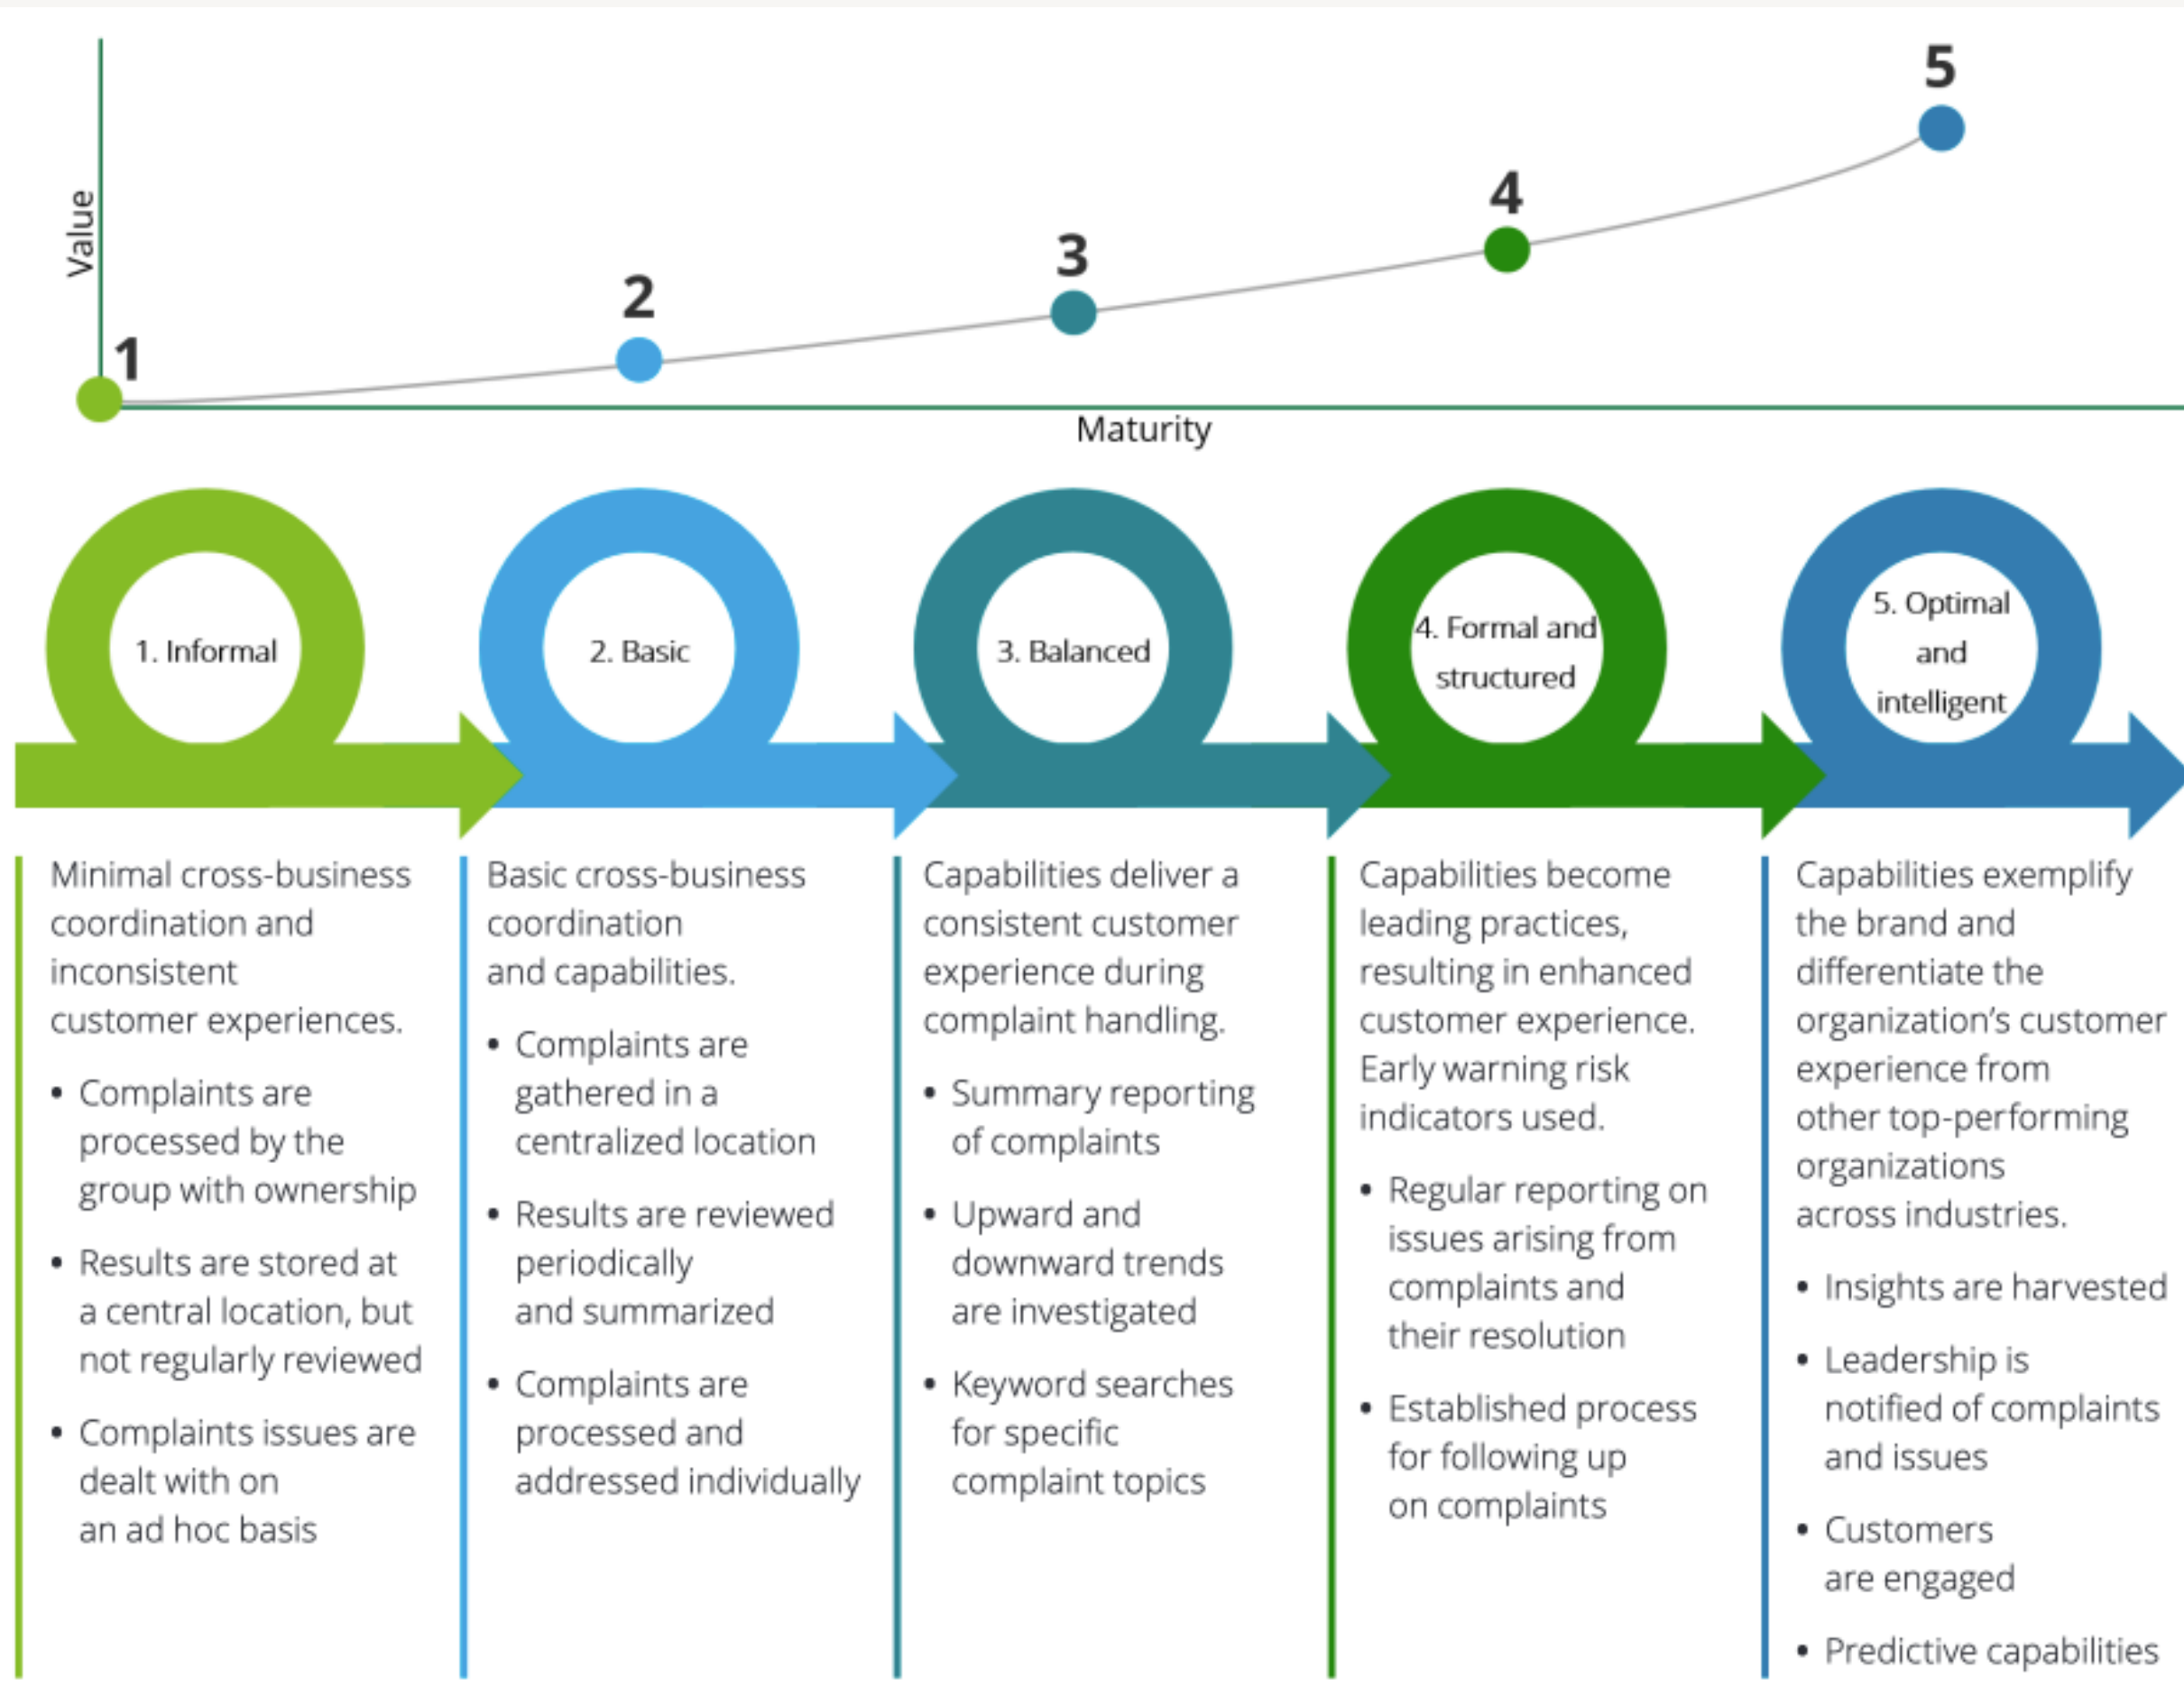 5
4
3
2
1
Value
Maturity
1. Informal
2. Basic
3. Balanced
4. Formal and
structured
5. Optimal
and
intelligent
Minimal cross-business
coordination and
inconsistent
customer experiences.
• Complaints are
processed by the
group with ownership
• Results are stored at
a central location, but
not regularly reviewed
• Complaints issues are
dealt with on
an ad hoc basis
Basic cross-business
coordination
and capabilities.
• Complaints are
gathered in a
centralized location
• Results are reviewed
periodically
and summarized
• Complaints are
processed and
addressed individually
Capabilities deliver a
consistent customer
experience during
complaint handling.
• Summary reporting
of complaints
• Upward and
downward trends
are investigated
• Keyword searches
for specific
complaint topics
Capabilities become
leading practices,
resulting in enhanced
customer experience.
Early warning risk
indicators used.
• Regular reporting on
issues arising from
complaints and
their resolution
• Established process
for following up
on complaints
Capabilities exemplify
the brand and
differentiate the
organization’s customer
experience from
other top-performing
organizations
across industries.
• Insights are harvested
• Leadership is
notified of complaints
and issues
• Customers
are engaged
• Predictive capabilities